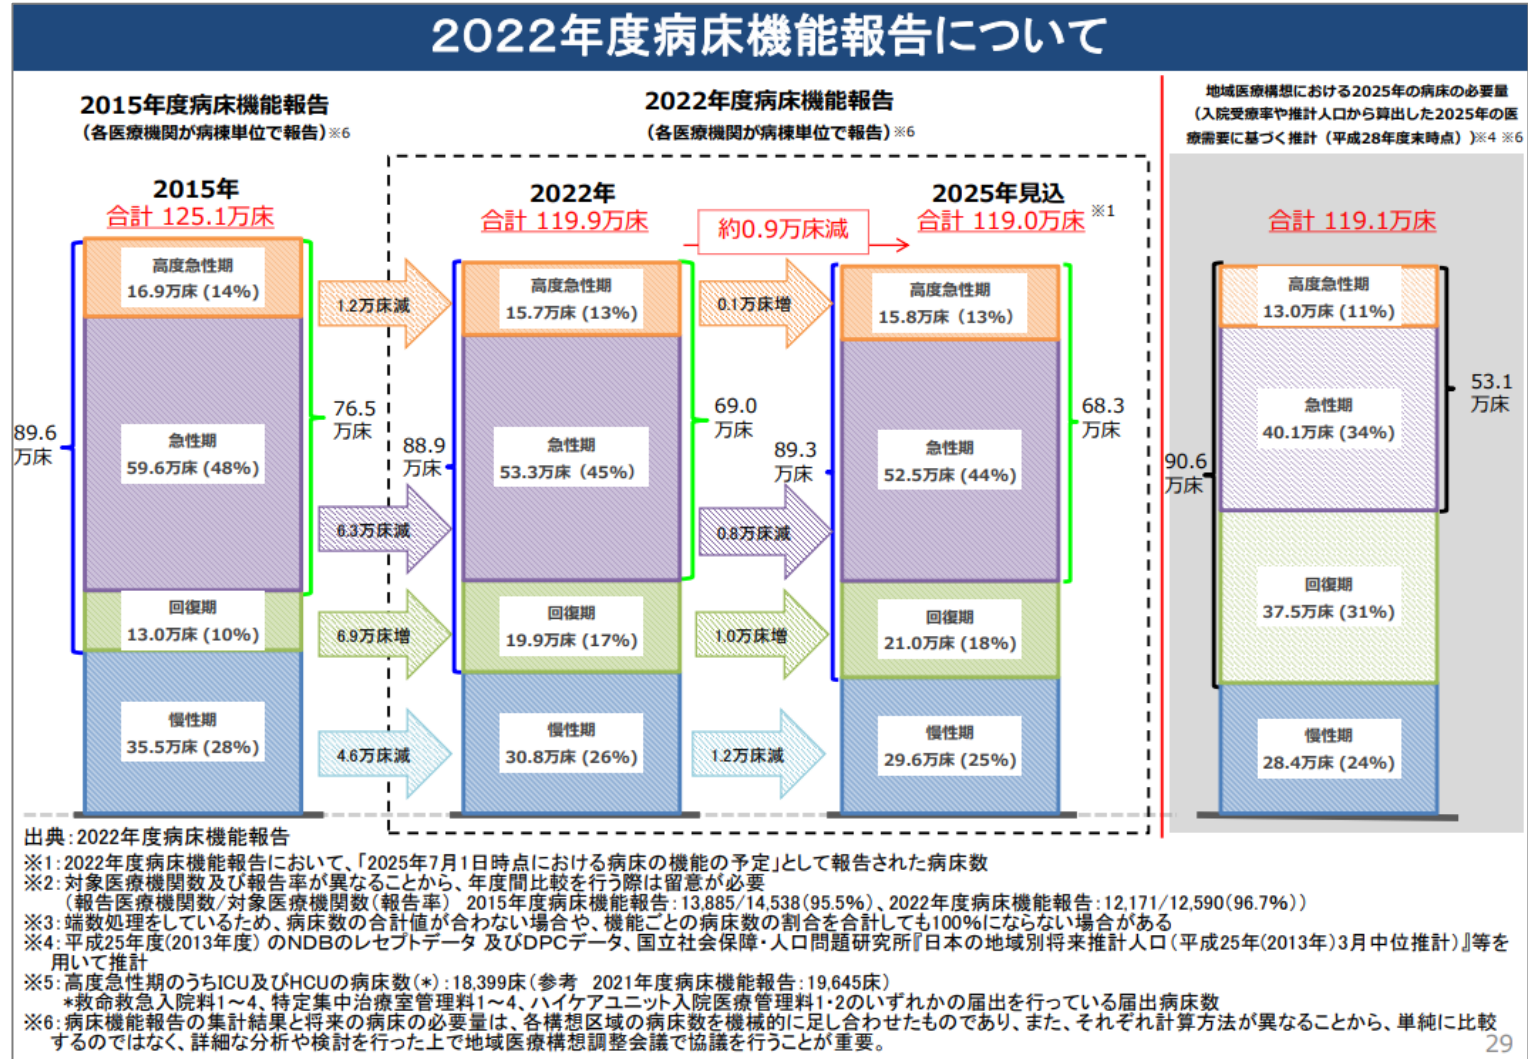 2022年度病床機能報告について
2015年度病床機能報告
（各医療機関が病棟単位で報告）※6
2022年度病床機能報告
（各医療機関が病棟単位で報告）※6
地域医療構想における2025年の病床の必要量
（入院受療率や推計人口から算出した2025年の医
療需要に基づく推計（平成28年度末時点））※4 ※6
2015年
合計 125.1万床
2022年
合計 119.9万床
約0.9万床減
2025年見込
合計 119.0万床
※1
合計 119.1万床
高度急性期
16.9万床 (14%)
急性期
59.6万床 (48%)
回復期
13.0万床 (10%)
慢性期
35.5万床 (28%)
89.6
万床
76.5
万床
1.2万床減
6.3万床減
6.9万床増
4.6万床減
88.9
万床
高度急性期
15.7万床 (13%)
急性期
53.3万床（45%）
回復期
19.9万床 (17%)
慢性期
30.8万床 (26%)
69.0
万床
0.1万床増
0.8万床減
1.0万床増
1.2万床減
89.3
万床
高度急性期
15.8万床（13%）
急性期
52.5万床 (44%)
回復期
21.0万床 (18%)
慢性期
29.6万床 (25%)
68.3
万床
90.6
万床
高度急性期
13.0万床 (11%)
急性期
40.1万床 (34%)
回復期
37.5万床 (31%)
慢性期
28.4万床 (24%)
53.1
万床
出典：2022年度病床機能報告
※1：2022年度病床機能報告において、「2025年7月1日時点における病床の機能の予定」として報告された病床数
※2：対象医療機関数及び報告率が異なることから、年度間比較を行う際は留意が必要
（報告医療機関数/対象医療機関数（報告率） 2015年度病床機能報告：13,885/14,538（95.5%）、2022年度病床機能報告：12,171/12,590（96.7%））
※3：端数処理をしているため、病床数の合計値が合わない場合や、機能ごとの病床数の割合を合計しても100%にならない場合がある
※4：平成25年度(2013年度) のNDBのレセプトデータ 及びDPCデータ、国立社会保障・人口問題研究所『日本の地域別将来推計人口（平成25年(2013年)3月中位推計）』等を
用いて推計
※5：高度急性期のうちICU及びHCUの病床数(*)：18,399床（参考 2021年度病床機能報告：19,645床）
*救命救急入院料1～4、特定集中治療室管理料1～4、ハイケアユニット入院医療管理料1・2のいずれかの届出を行っている届出病床数
※6：病床機能報告の集計結果と将来の病床の必要量は、各構想区域の病床数を機械的に足し合わせたものであり、また、それぞれ計算方法が異なることから、単純に比較
するのではなく、詳細な分析や検討を行った上で地域医療構想調整会議で協議を行うことが重要。
29